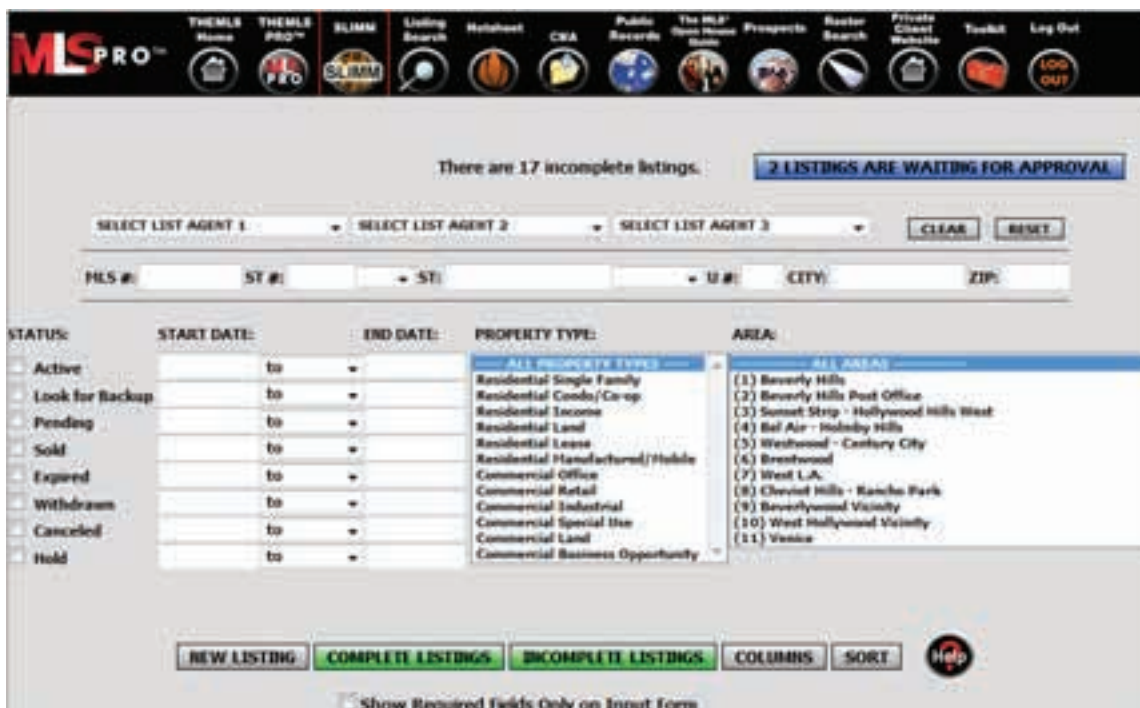 MLSPRO™
THEMLS Home
THEMLS PRO™
SLIMM
Listing Search
Hotsheet
CMA
Public Records
The MLS™ Open House Guide
Prospects
Roster Search
Private Client Website
Toolkit
Log Out
MLS PRO
SLIMM
LOG OUT
There are 17 incomplete listings.
2 LISTINGS ARE WAITING FOR APPROVAL
SELECT LIST AGENT 1 SELECT LIST AGENT 2 SELECT LIST AGENT 3 CLEAR RESET
MLS #: ST #: ST: U #: CITY: ZIP:
STATUS: START DATE: END DATE: PROPERTY TYPE: AREA:
Active to
Look for Backup to
Pending to
Sold to
Expired to
Withdrawn to
Canceled to
Hold to
ALL PROPERTY TYPES
Residential Single Family
Residential Condo/Co-op
Residential Income
Residential Land
Residential Lease
Residential Manufactured/Mobile
Commercial Office
Commercial Retail
Commercial Industrial
Commercial Special Use
Commercial Land
Commercial Business Opportunity
ALL AREAS
(1) Beverly Hills
(2) Beverly Hills Post Office
(3) Sunset Strip - Hollywood Hills West
(4) Bel Air - Holmby Hills
(5) Westwood - Century City
(6) Brentwood
(7) West L.A.
(8) Cheviot Hills - Rancho Park
(9) Beverlywood Vicinity
(10) West Hollywood Vicinity
(11) Venice
NEW LISTING COMPLETE LISTINGS INCOMPLETE LISTINGS COLUMNS SORT Help
Show Required Fields Only on Input Form